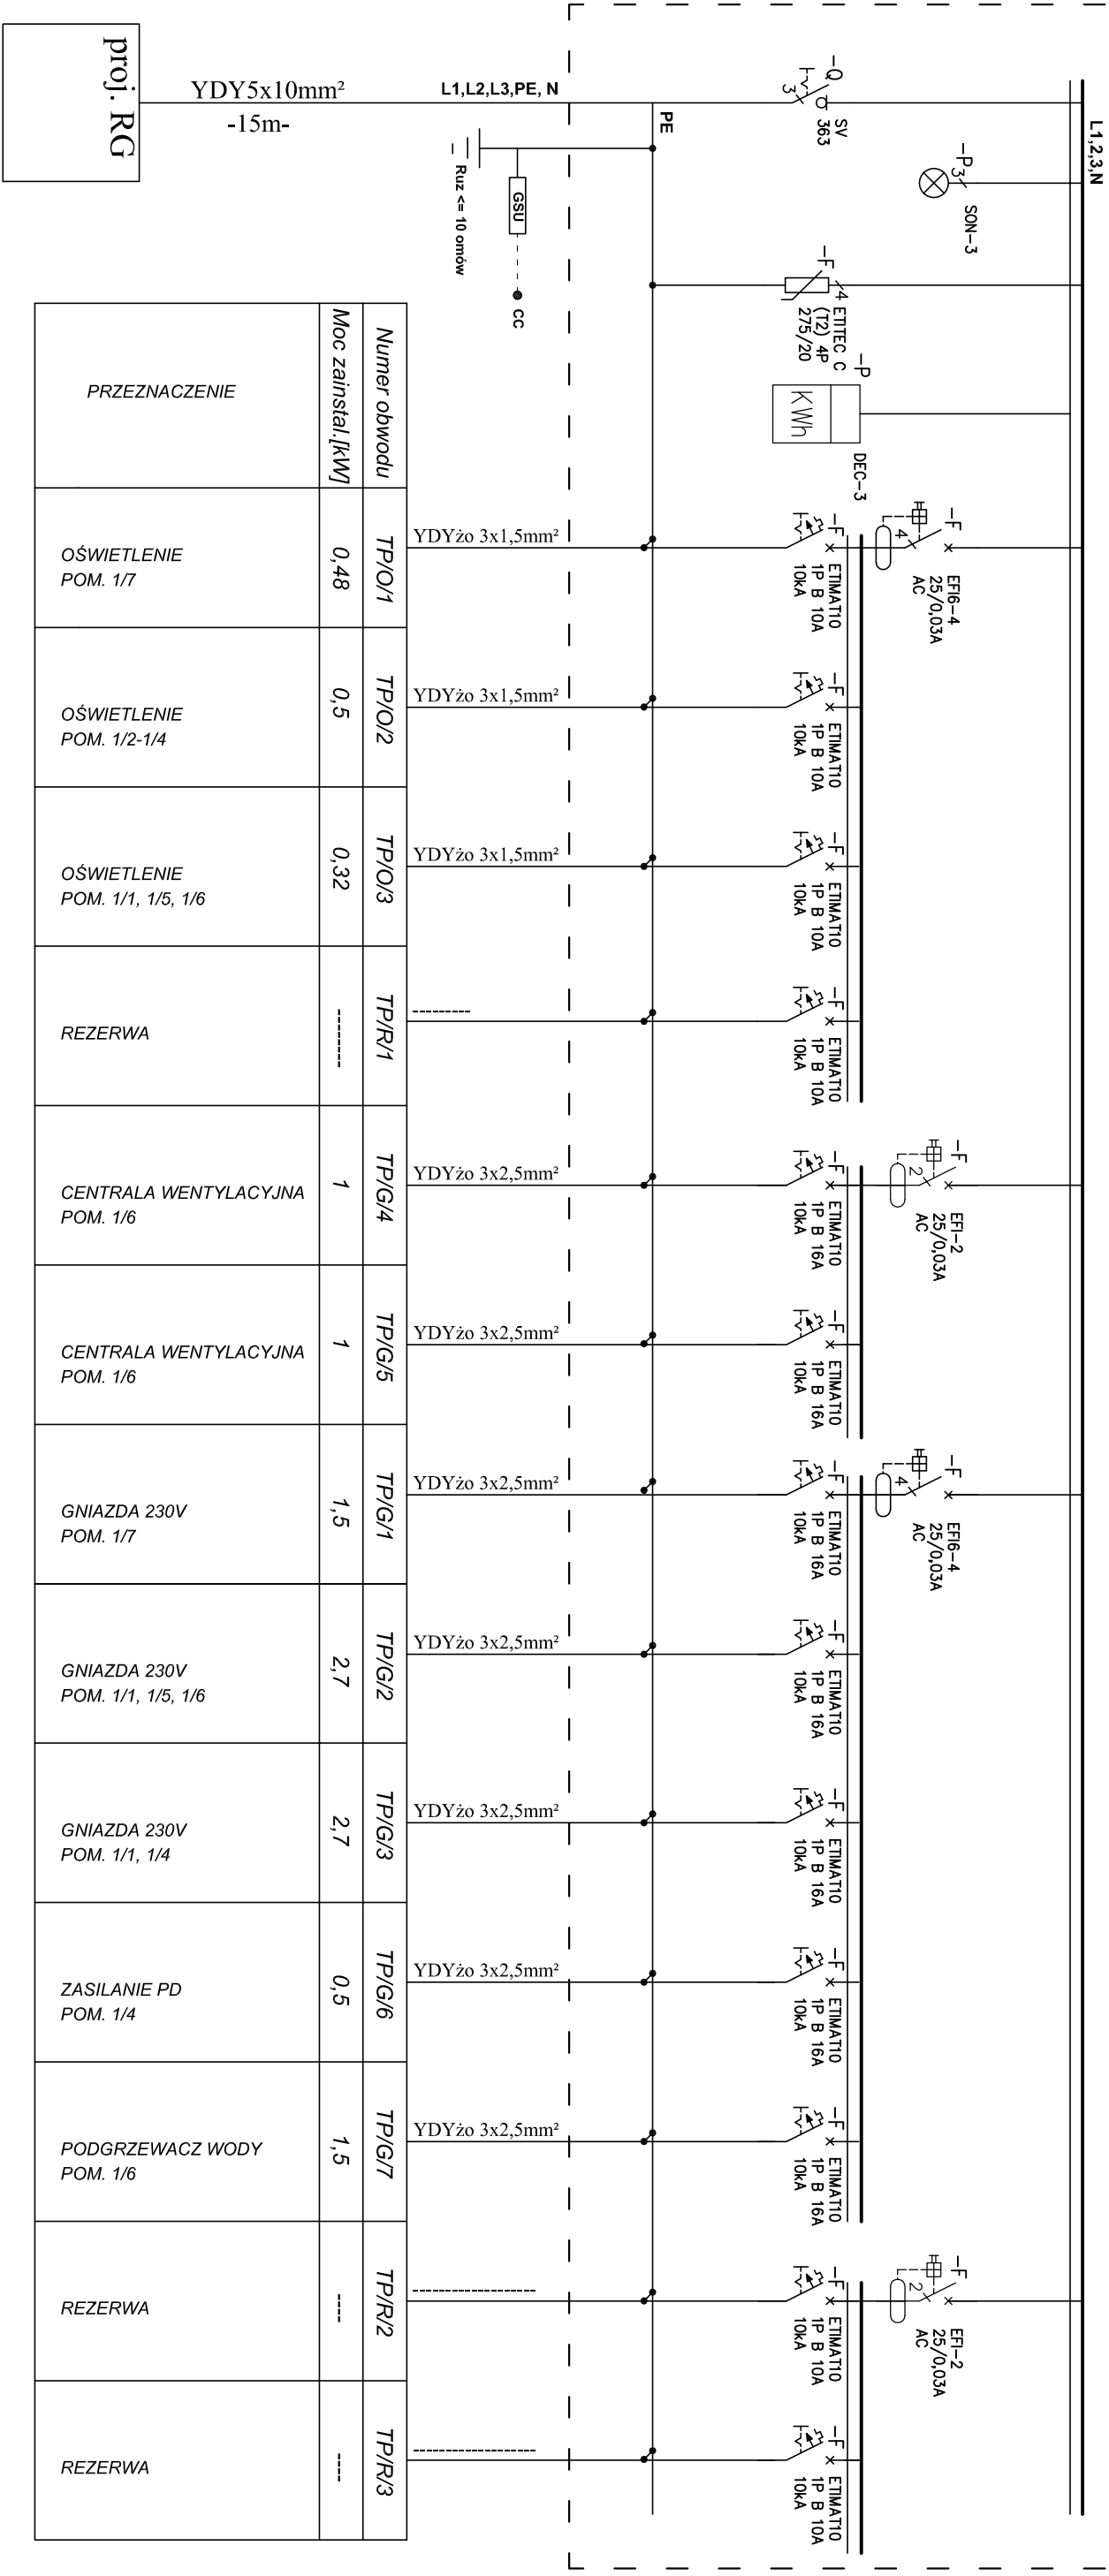 L1,2,3,N
-Q
3
SV
363
-P
3
SON-3
-F
4
ETITEC C
(T2) 4P
275/20
-P
KWh
DEC-3
proj. RG
YDY5x10mm²
-15m-
L1,L2,L3,PE, N
PE
Ruz <= 10 omów
GSU
CC
-F
4
EFI6-4
25/0,03A
AC
-F
ETIMAT10
1P B 10A
10kA
-F
ETIMAT10
1P B 10A
10kA
-F
ETIMAT10
1P B 10A
10kA
-F
ETIMAT10
1P B 10A
10kA
-F
2
EFI-2
25/0,03A
AC
-F
ETIMAT10
1P B 16A
10kA
-F
ETIMAT10
1P B 16A
10kA
-F
4
EFI6-4
25/0,03A
AC
-F
ETIMAT10
1P B 16A
10kA
-F
ETIMAT10
1P B 16A
10kA
-F
ETIMAT10
1P B 16A
10kA
-F
ETIMAT10
1P B 16A
10kA
-F
ETIMAT10
1P B 16A
10kA
-F
2
EFI-2
25/0,03A
AC
-F
ETIMAT10
1P B 10A
10kA
-F
ETIMAT10
1P B 10A
10kA
YDYżo 3x1,5mm²
YDYżo 3x1,5mm²
YDYżo 3x1,5mm²
---------
YDYżo 3x2,5mm²
YDYżo 3x2,5mm²
YDYżo 3x2,5mm²
YDYżo 3x2,5mm²
YDYżo 3x2,5mm²
YDYżo 3x2,5mm²
YDYżo 3x2,5mm²
--------------------
--------------------
Numer obwodu
Moc zainstal.[kW]
PRZEZNACZENIE
TP/O/1
0,48
OŚWIETLENIE
POM. 1/7
TP/O/2
0,5
OŚWIETLENIE
POM. 1/2-1/4
TP/O/3
0,32
OŚWIETLENIE
POM. 1/1, 1/5, 1/6
TP/R/1
---------
REZERWA
TP/G/4
1
CENTRALA WENTYLACYJNA
POM. 1/6
TP/G/5
1
CENTRALA WENTYLACYJNA
POM. 1/6
TP/G/1
1,5
GNIAZDA 230V
POM. 1/7
TP/G/2
2,7
GNIAZDA 230V
POM. 1/1, 1/5, 1/6
TP/G/3
2,7
GNIAZDA 230V
POM. 1/1, 1/4
TP/G/6
0,5
ZASILANIE PD
POM. 1/4
TP/G/7
1,5
PODGRZEWACZ WODY
POM. 1/6
TP/R/2
----
REZERWA
TP/R/3
----
REZERWA